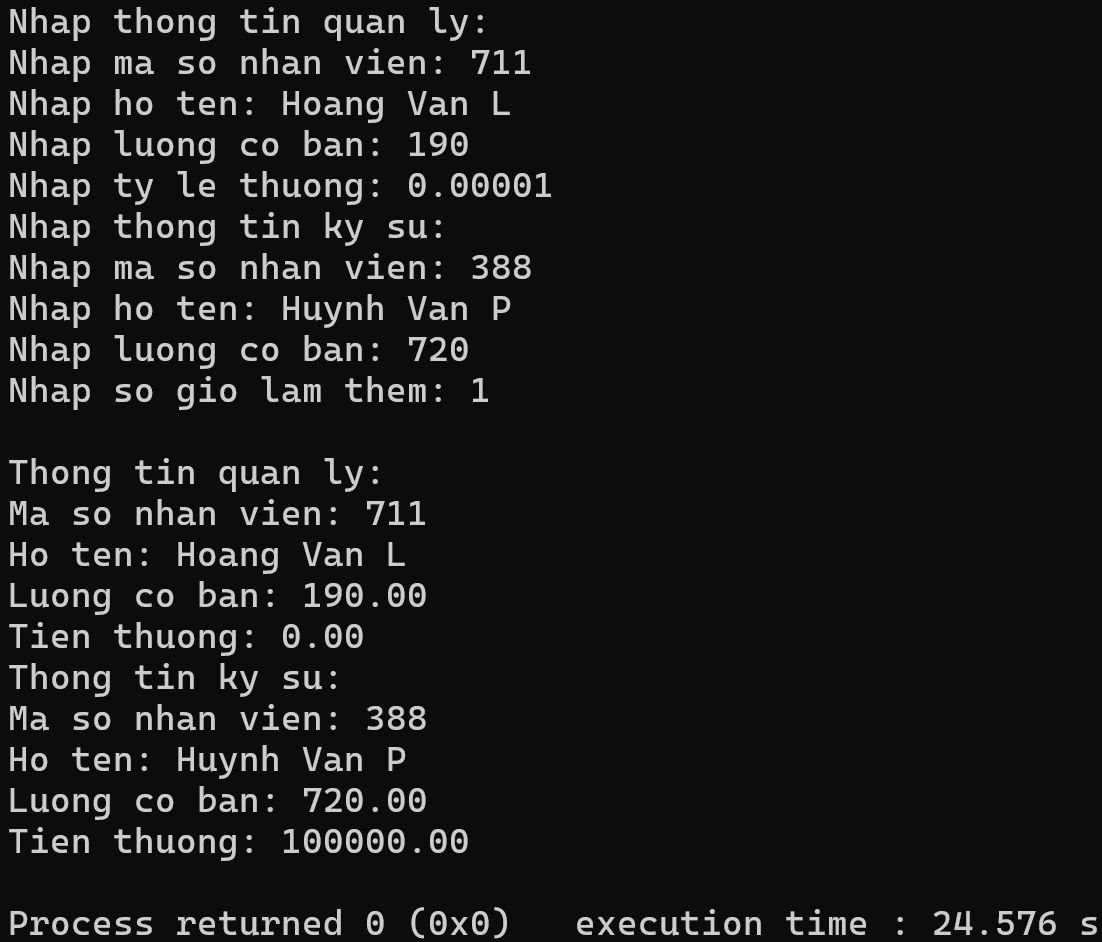 Nhap thong tin quan ly:
Nhap ma so nhan vien: 711
Nhap ho ten: Hoang Van L
Nhap luong co ban: 190
Nhap ty le thuong: 0.00001
Nhap thong tin ky su:
Nhap ma so nhan vien: 388
Nhap ho ten: Huynh Van P
Nhap luong co ban: 720
Nhap so gio lam them: 1
Thong tin quan ly:
Ma so nhan vien: 711
Ho ten: Hoang Van L
Luong co ban: 190.00
Tien thuong: 0.00
Thong tin ky su:
Ma so nhan vien: 388
Ho ten: Huynh Van P
Luong co ban: 720.00
Tien thuong: 100000.00
Process returned 0 (0x0)   execution time : 24.576 s